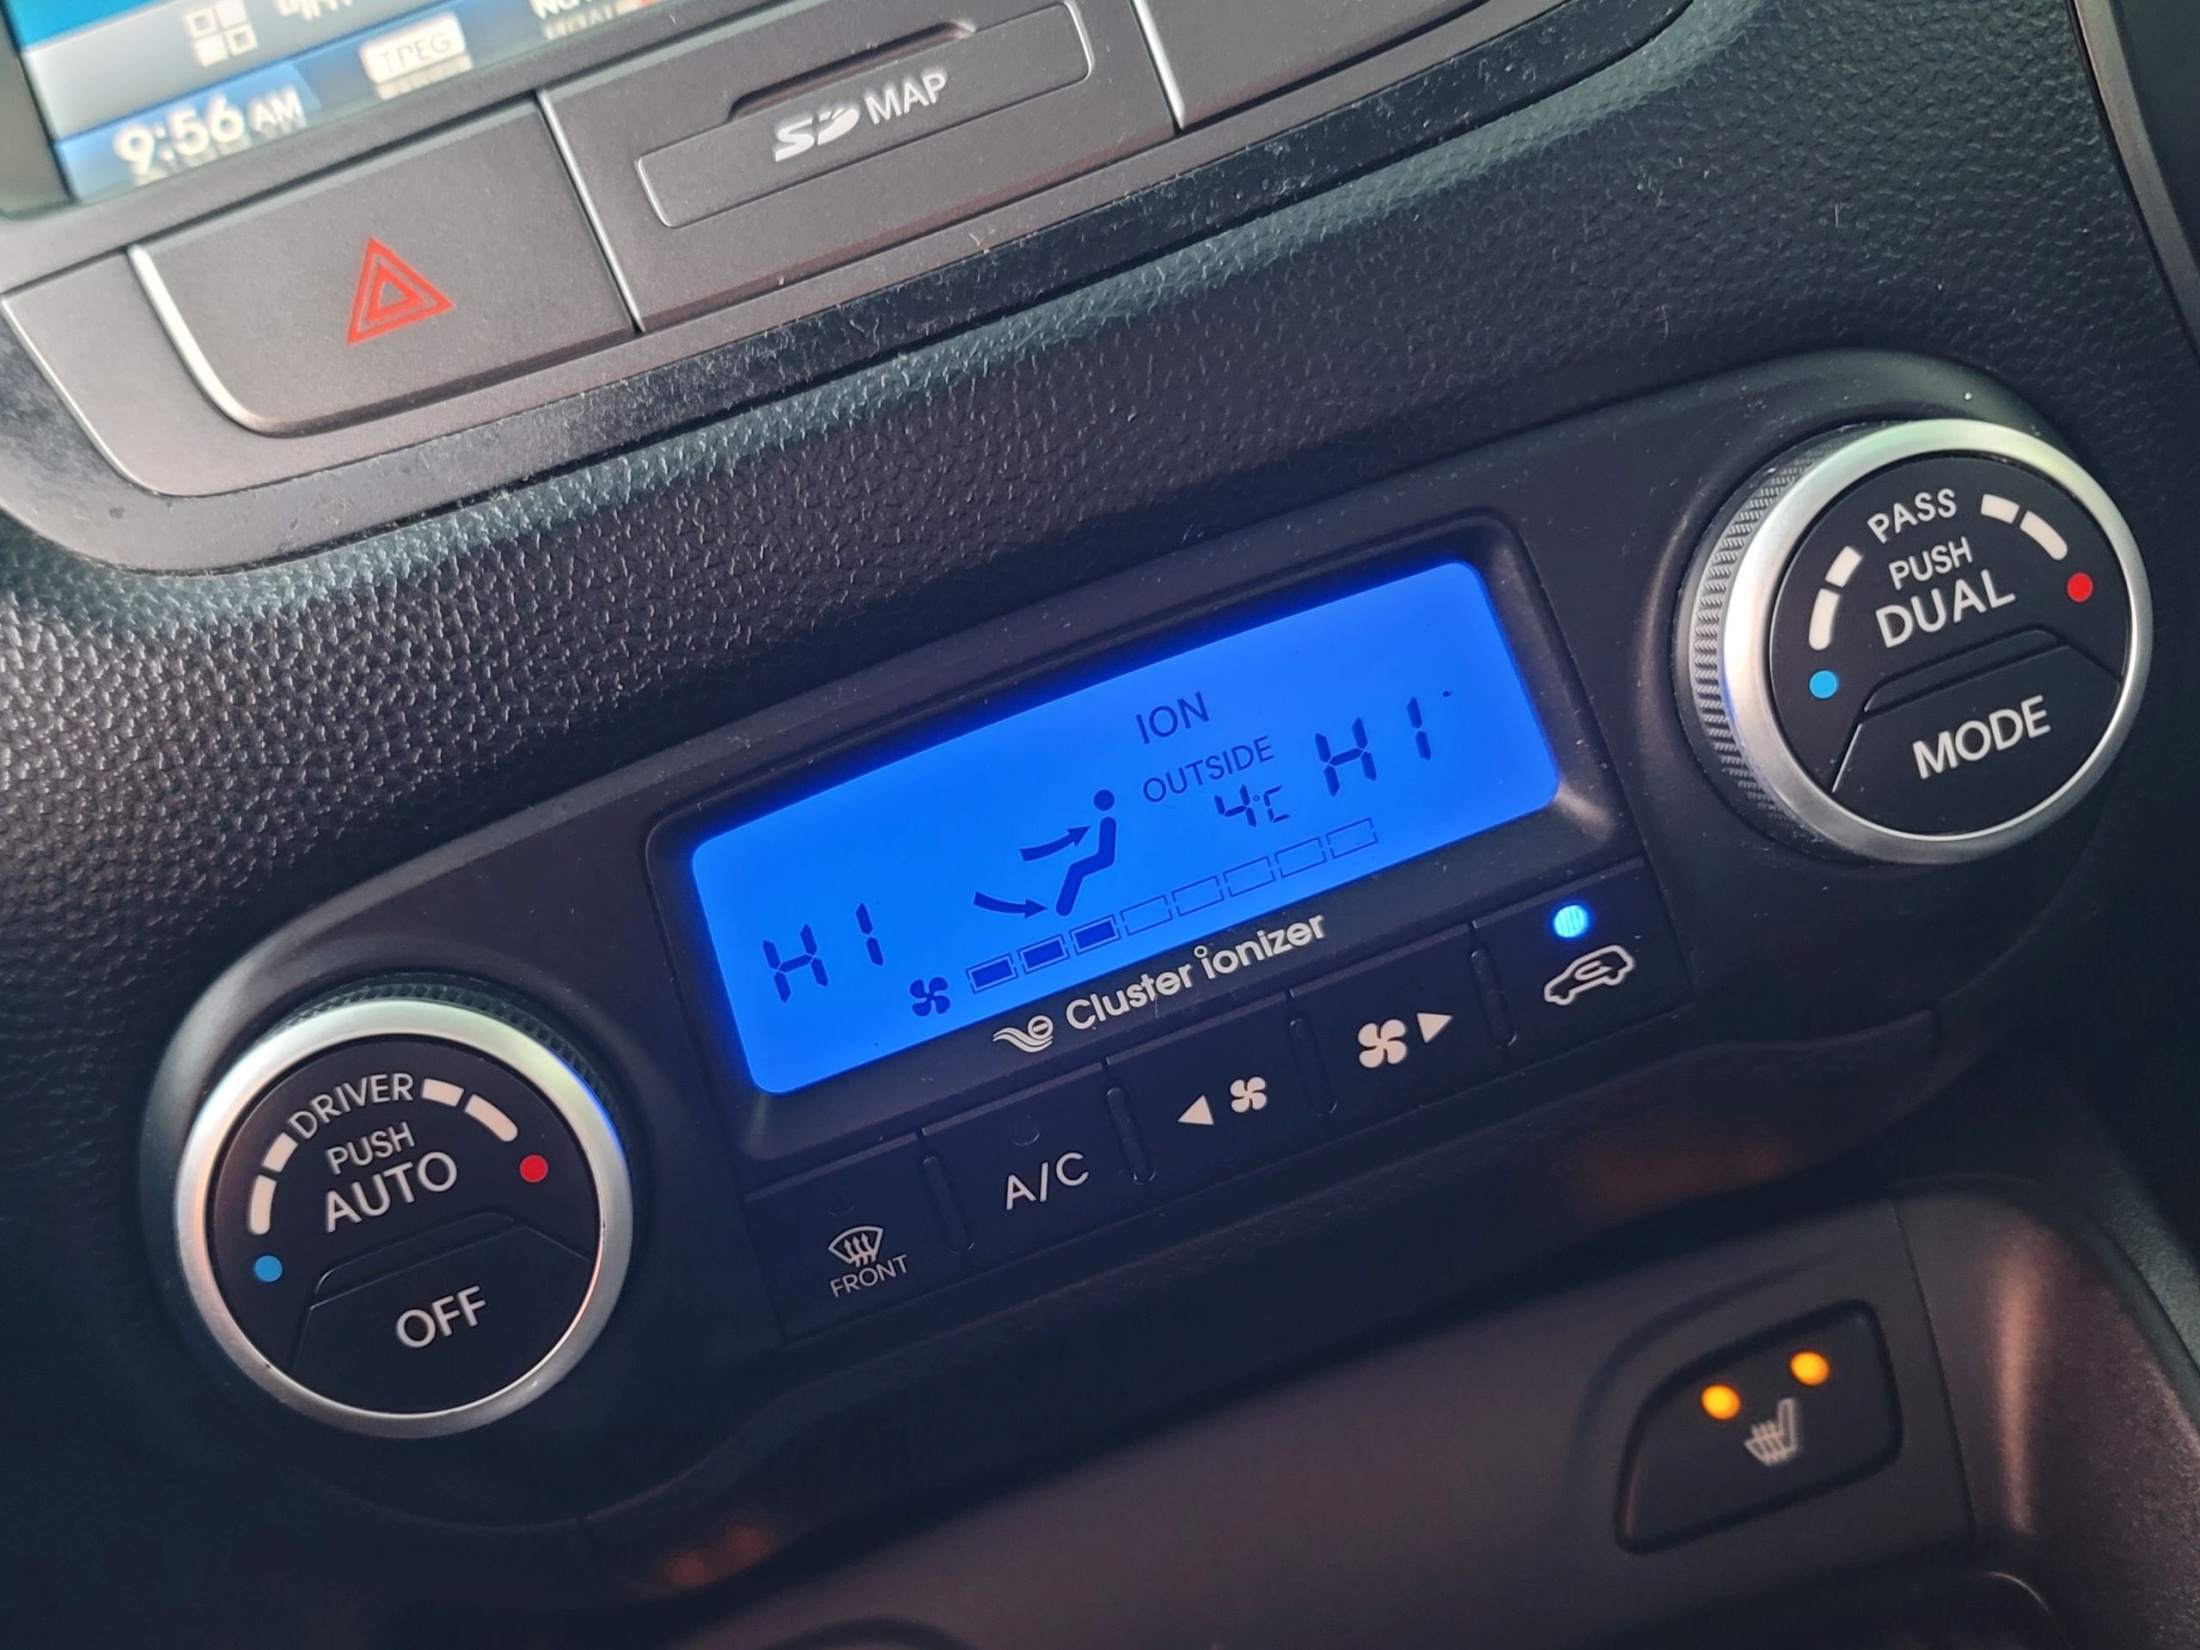 TPEG
9:56 AM
SD MAP
PASS
PUSH
DUAL
MODE
ION
OUTSIDE
4°C
HI
HI
Cluster ionizer
DRIVER
PUSH
AUTO
OFF
A/C
FRONT